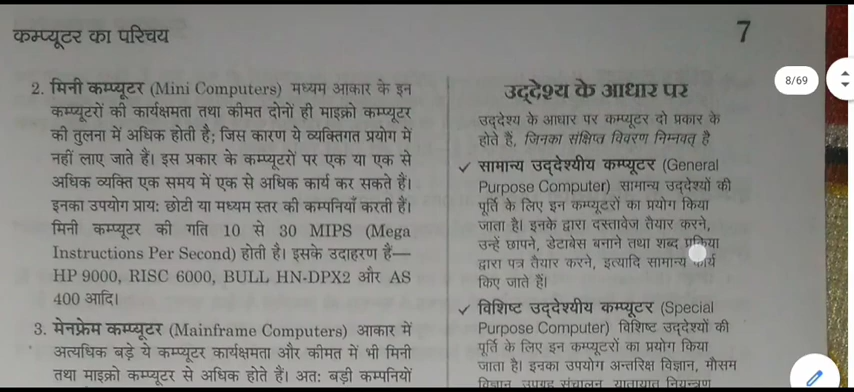 कम्प्यूटर का परिचय
7
8/69
2. मिनी कम्प्यूटर (Mini Computers) मध्यम आकार के इन
कम्प्यूटरों की कार्यक्षमता तथा कीमत दोनों ही माइक्रो कम्प्यूटर
की तुलना में अधिक होती है; जिस कारण ये व्यक्तिगत प्रयोग में
नहीं लाए जाते हैं। इस प्रकार के कम्प्यूटरों पर एक या एक से
अधिक व्यक्ति एक समय में एक से अधिक कार्य कर सकते हैं।
इनका उपयोग प्राय: छोटी या मध्यम स्तर की कम्पनियाँ करती हैं।
मिनी कम्प्यूटर की गति 10 से 30 MIPS (Mega
Instructions Per Second) होती है। इसके उदाहरण हैं—
HP 9000, RISC 6000, BULL HN-DPX2 और AS
400 आदि।
3. मेनफ्रेम कम्प्यूटर (Mainframe Computers) आकार में
अत्यधिक बड़े ये कम्प्यूटर कार्यक्षमता और कीमत में भी मिनी
तथा माइक्रो कम्प्यूटर से अधिक होते हैं। अत: बड़ी कम्पनियों
उद्देश्य के आधार पर
उद्देश्य के आधार पर कम्प्यूटर दो प्रकार के
होते हैं, जिनका संक्षिप्त विवरण निम्नवत् है
✓ सामान्य उद्देश्यीय कम्प्यूटर (General
Purpose Computer) सामान्य उद्देश्यों की
पूर्ति के लिए इन कम्प्यूटरों का प्रयोग किया
जाता है। इनके द्वारा दस्तावेज तैयार करने,
उन्हें छापने, डेटाबेस बनाने तथा शब्द प्रक्रिया
द्वारा पत्र तैयार करने, इत्यादि सामान्य कार्य
किए जाते हैं।
✓ विशिष्ट उद्देश्यीय कम्प्यूटर (Special
Purpose Computer) विशिष्ट उद्देश्यों की
पूर्ति के लिए इन कम्प्यूटरों का प्रयोग किया
जाता है। इनका उपयोग अन्तरिक्ष विज्ञान, मौसम
विज्ञान, उपग्रह संचालन, यातायात नियन्त्रण